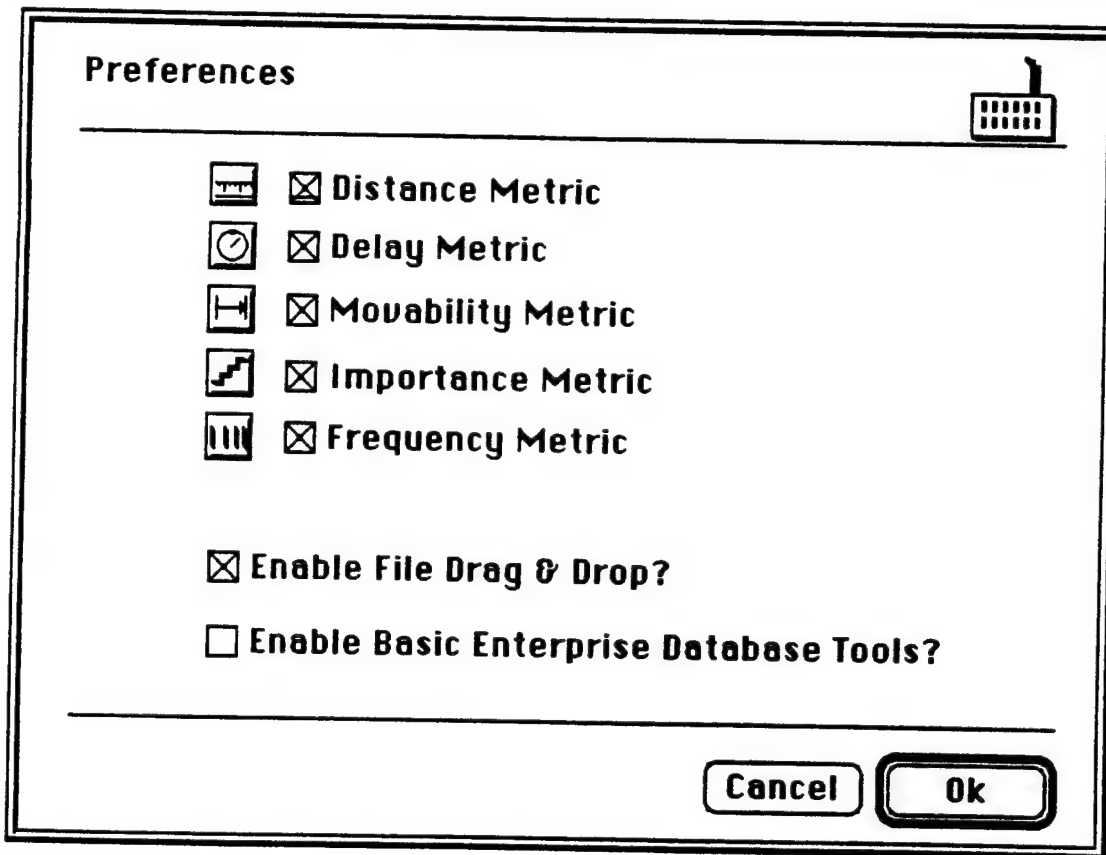 Preferences
Distance Metric
Delay Metric
Movability Metric
Importance Metric
Frequency Metric
Enable File Drag & Drop?
Enable Basic Enterprise Database Tools?
Cancel
Ok